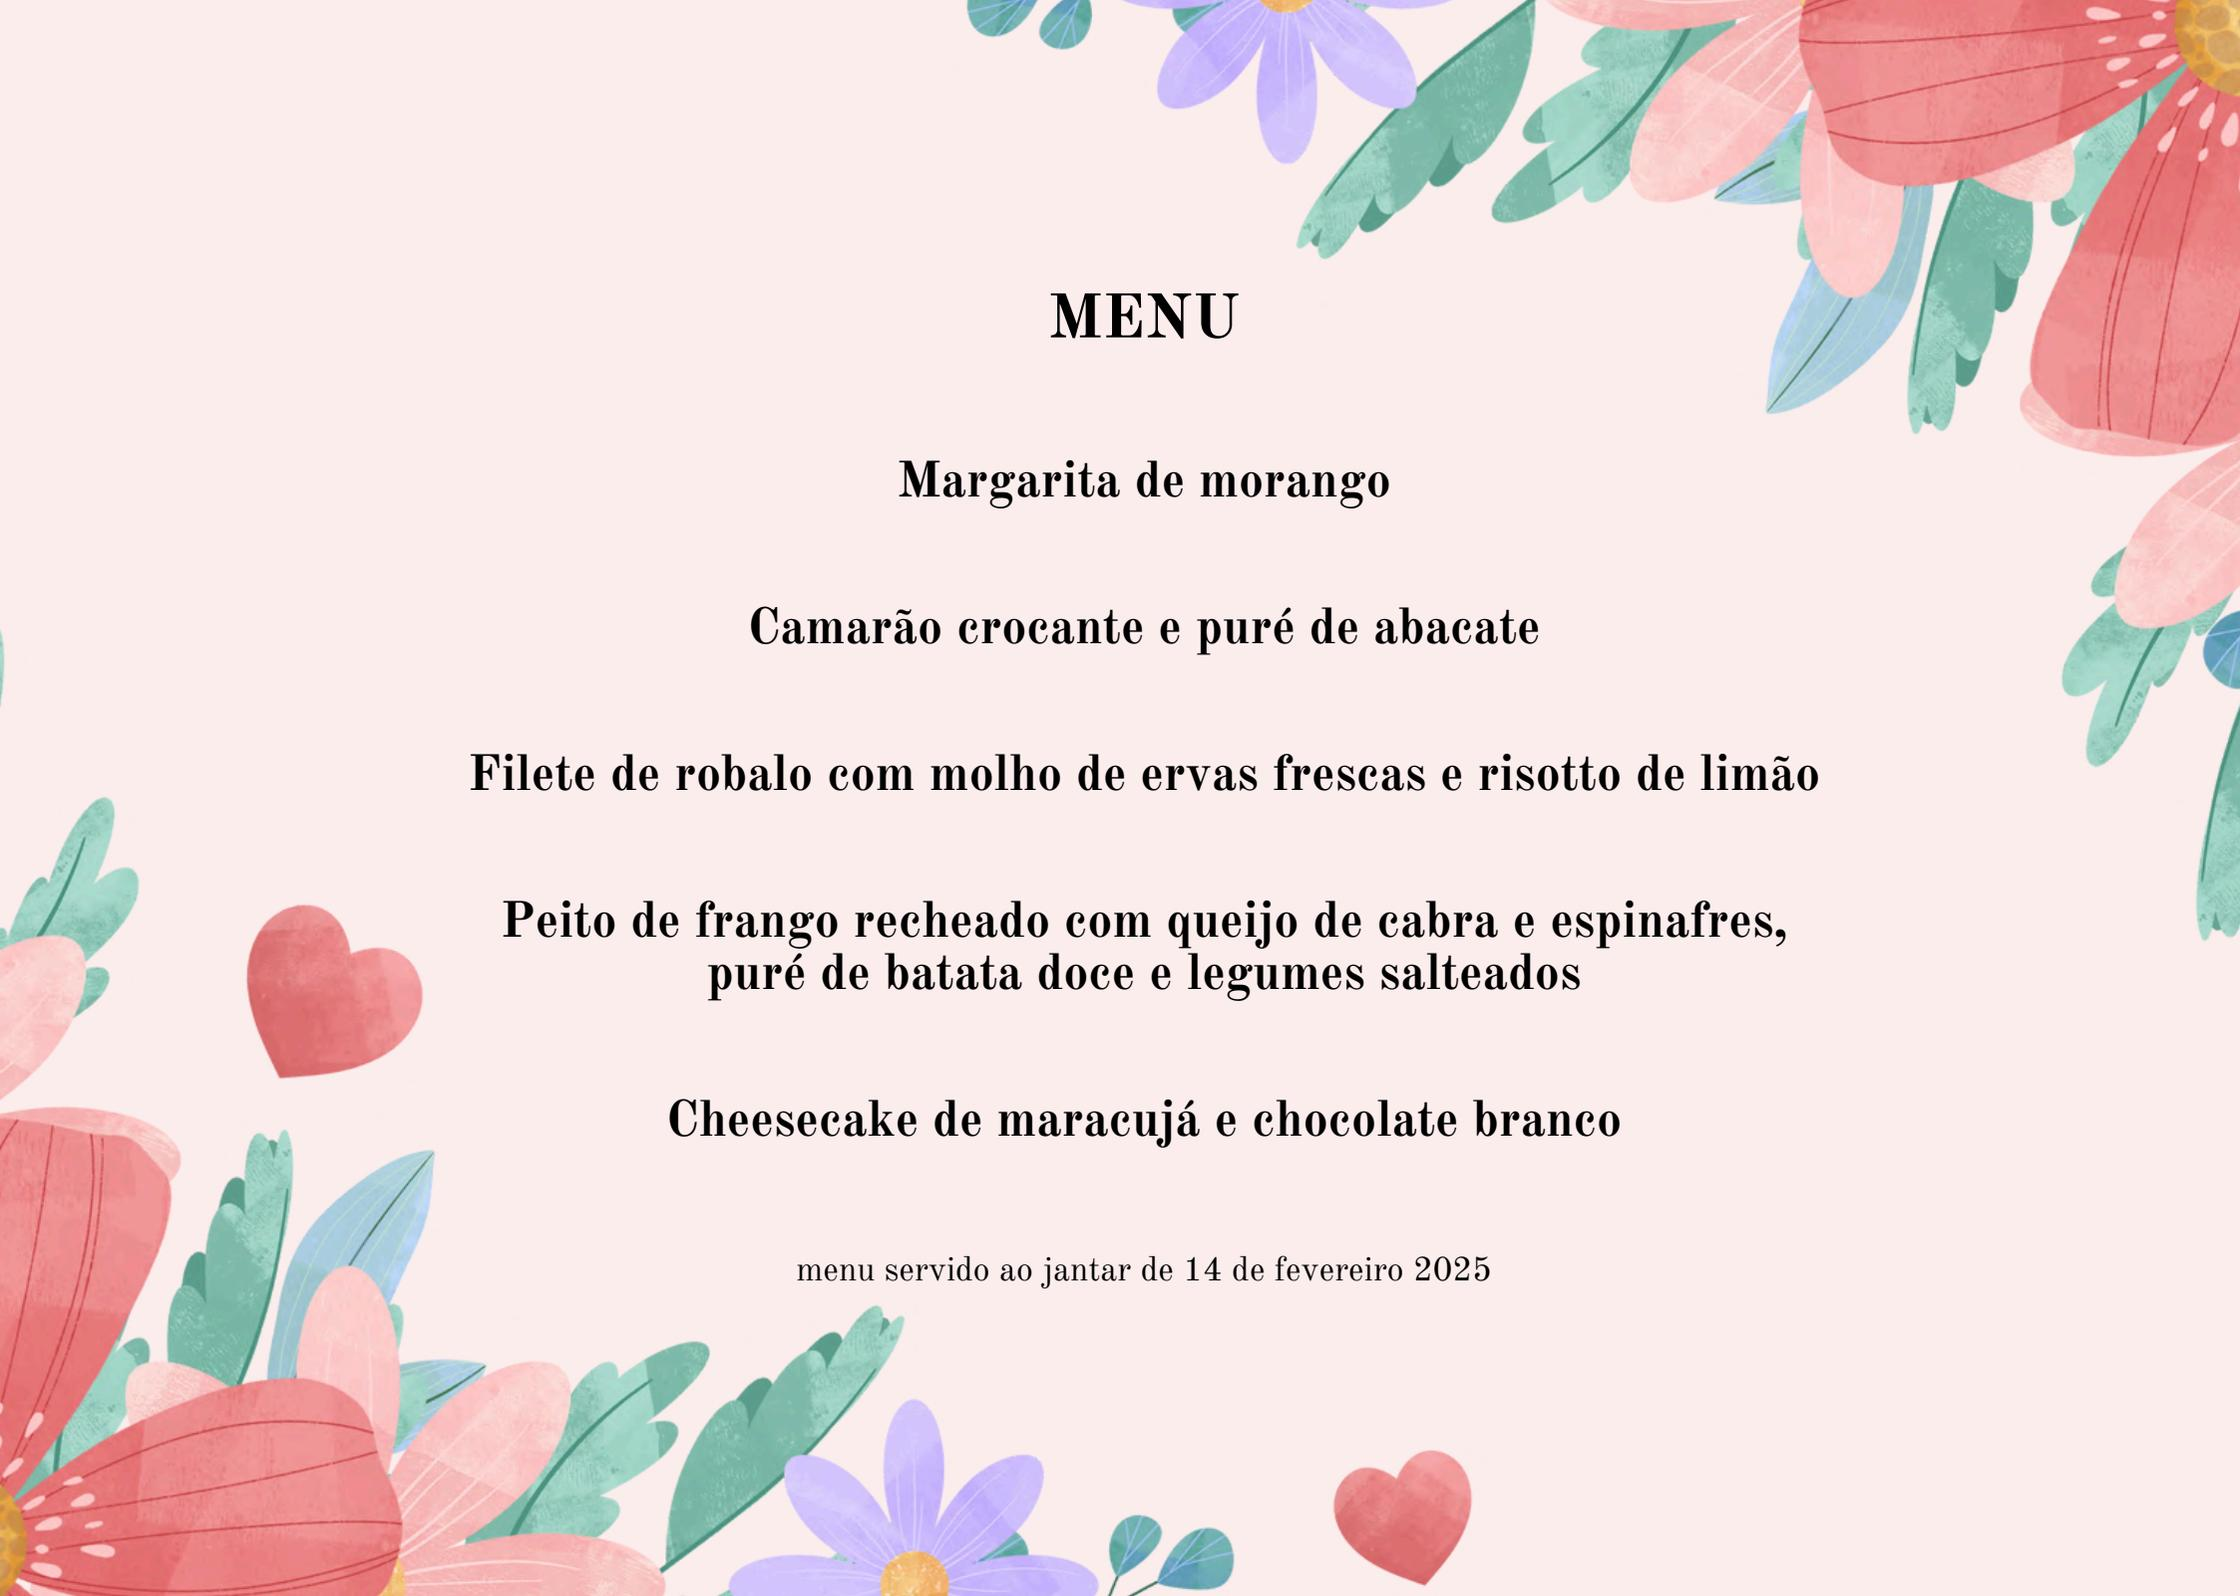 MENU
Margarita de morango
Camarão crocante e puré de abacate
Filete de robalo com molho de ervas frescas e risotto de limão
Peito de frango recheado com queijo de cabra e espinafres,
puré de batata doce e legumes salteados
Cheesecake de maracujá e chocolate branco
menu servido ao jantar de 14 de fevereiro 2025